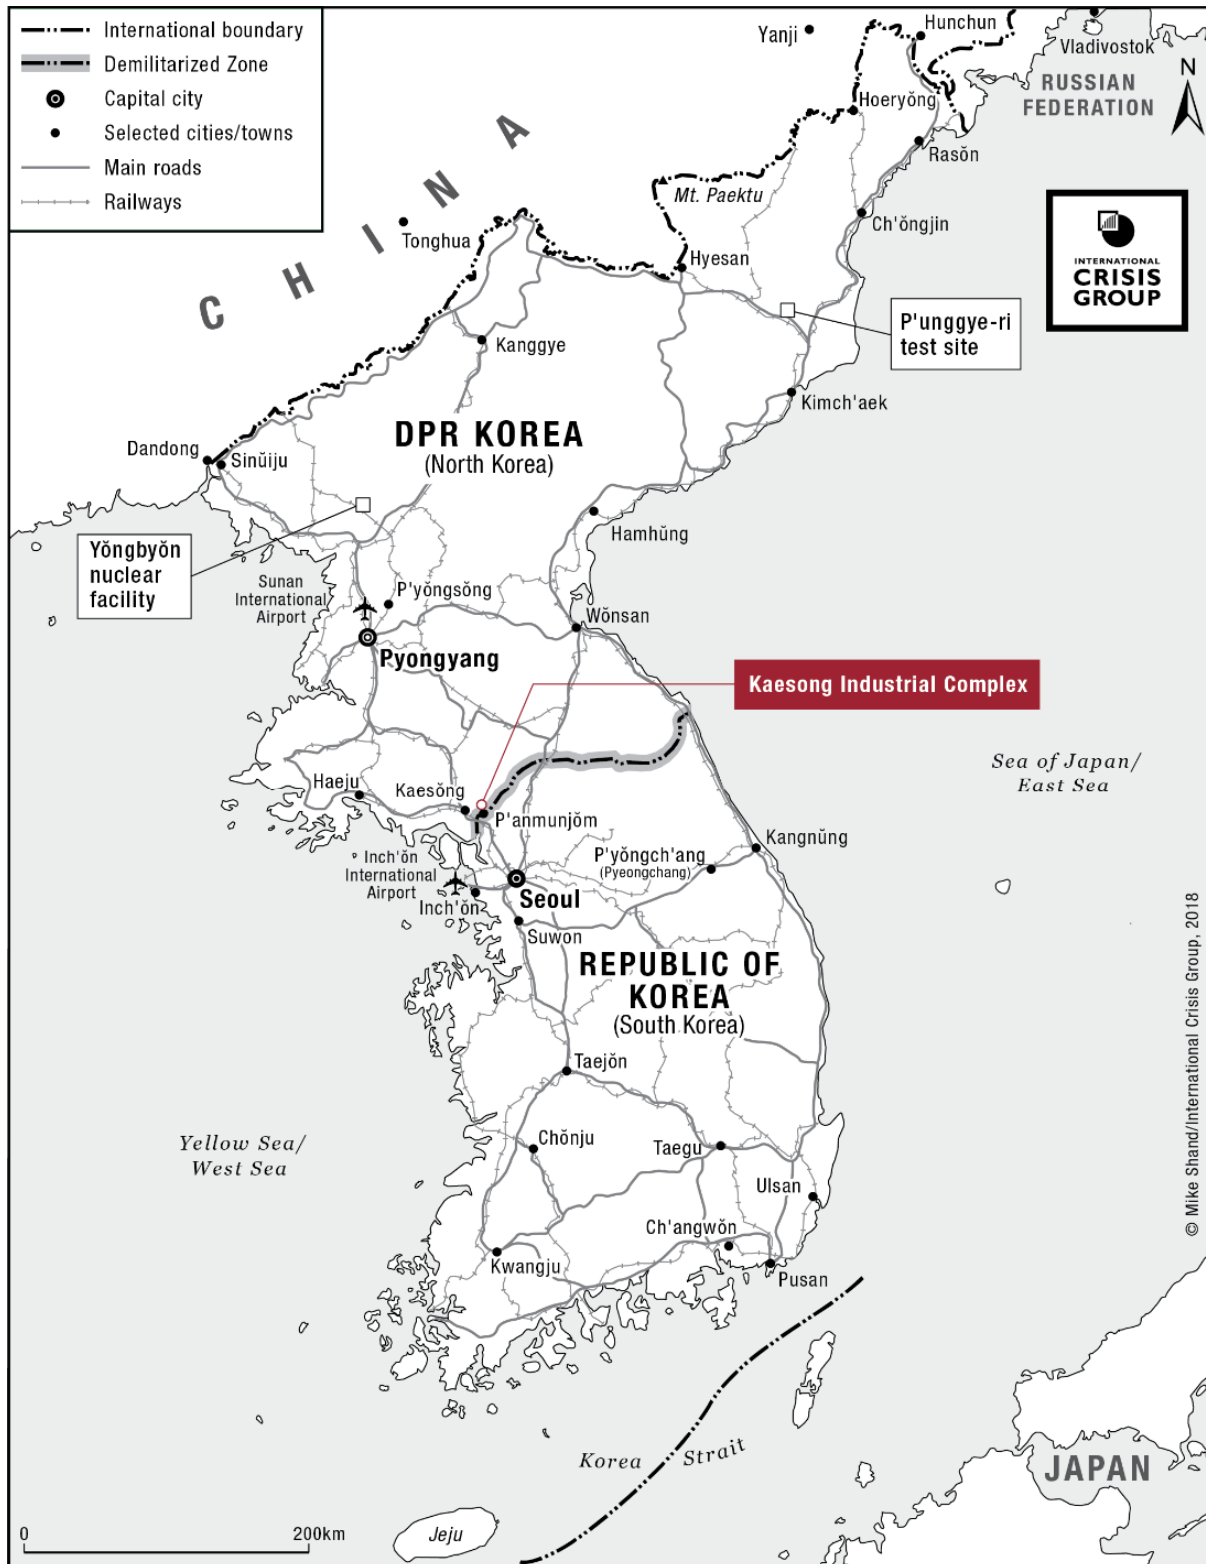 International boundary
Demilitarized Zone
Capital city
Selected cities/towns
Main roads
Railways
Yanji
Hunchun
Vladivostok
RUSSIAN
FEDERATION
N
Hoeryŏng
Rasŏn
CHINA
Mt. Paektu
Tonghua
Ch'ŏngjin
Hyesan
INTERNATIONAL
CRISIS
GROUP
P'unggye-ri
test site
Kanggye
Kimch'aek
DPR KOREA
(North Korea)
Dandong
Sinŭiju
Hamhŭng
Yŏngbyŏn
nuclear
facility
Sunan
International
Airport
P'yŏngsŏng
Wŏnsan
Pyongyang
Kaesong Industrial Complex
Sea of Japan/
East Sea
Haeju
Kaesŏng
P'anmunjŏm
Kangnŭng
Inch'ŏn
International
Airport
P'yŏngch'ang
(Pyeongchang)
Inch'ŏn
Seoul
Suwon
REPUBLIC OF
KOREA
(South Korea)
Taejŏn
Yellow Sea/
West Sea
Chŏnju
Taegu
Ulsan
Ch'angwŏn
Kwangju
Pusan
Korea Strait
JAPAN
Jeju
0 200km
© Mike Shand/International Crisis Group, 2018